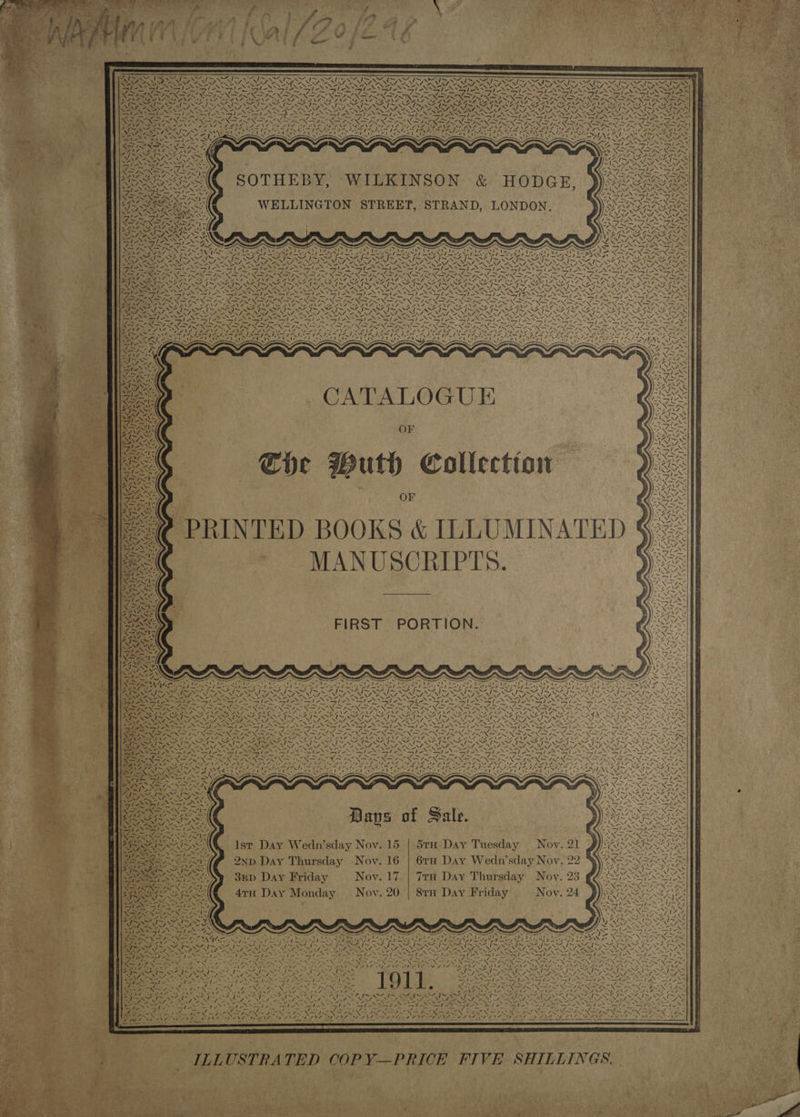 SOTHEBY, WILKINSON & HODGE,
WELLINGTON STREET, STRAND, LONDON.
CATALOGUE
OF
The Huth Collection
OF
PRINTED BOOKS & ILLUMINATED
MANUSCRIPTS.
FIRST PORTION.
Days of Sale.
1st Day Wedn'sday Nov. 15 | 5th Day Tuesday Nov. 21
2nd Day Thursday Nov. 16 | 6th Day Wedn'sday Nov. 22
3rd Day Friday Nov. 17 | 7th Day Thursday Nov. 23
4th Day Monday Nov. 20 | 8th Day Friday Nov. 24
1911.
ILLUSTRATED COPY—PRICE FIVE SHILLINGS.